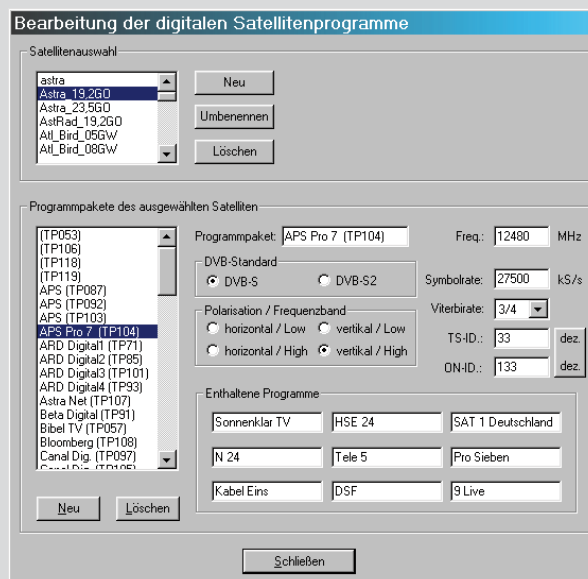 Bearbeitung der digitalen Satellitenprogramme
Satellitenauswahl
astra
Astra_19,2GO
Astra_23,5GO
AstRad_19,2GO
Atl_Bird_05GW
Atl_Bird_08GW
Neu
Umbenennen
Löschen
Programmpakete des ausgewählten Satelliten
(TP053)
(TP106)
(TP118)
(TP119)
APS (TP087)
APS (TP092)
APS (TP103)
APS Pro 7 (TP104)
ARD Digital1 (TP71)
ARD Digital2 (TP85)
ARD Digital3 (TP101)
ARD Digital4 (TP93)
Astra Net (TP107)
Beta Digital (TP91)
Bibel TV (TP057)
Bloomberg (TP108)
Canal Dig. (TP097)
Canal Dig. (TP105)
Neu
Löschen
Programmpaket: APS Pro 7 (TP104)
DVB-Standard
DVB-S DVB-S2
Polarisation / Frequenzband
horizontal / Low vertikal / Low
horizontal / High vertikal / High
Freq.: 12480 MHz
Symbolrate: 27500 kS/s
Viterbirate: 3/4
TS-ID.: 33 dez.
ON-ID.: 133 dez.
Enthaltene Programme
Sonnenklar TV HSE 24 SAT 1 Deutschland
N 24 Tele 5 Pro Sieben
Kabel Eins DSF 9 Live
Schließen